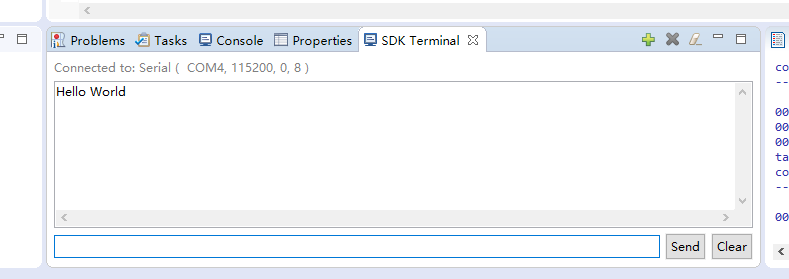 Problems Tasks Console Properties SDK Terminal
Connected to: Serial ( COM4, 115200, 0, 8 )
Hello World
Send Clear
co
--
00
00
00
ta
co
--
00